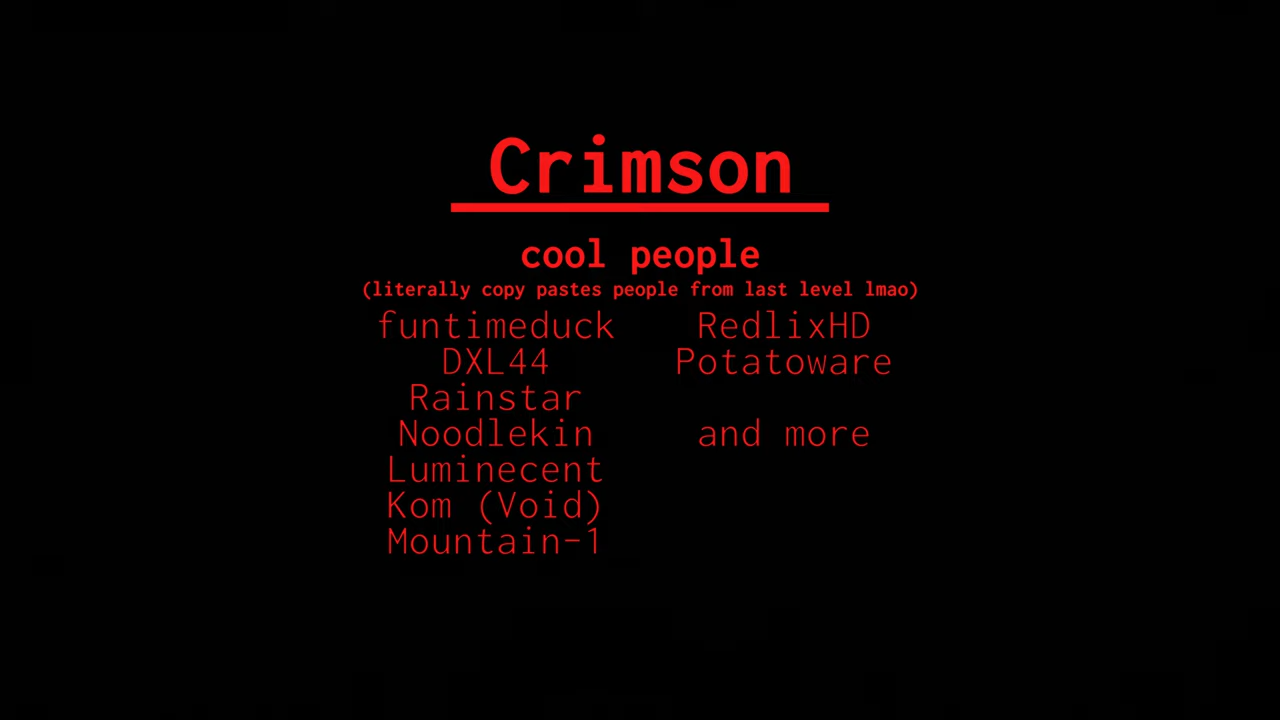 Crimson
cool people
(literally copy pastes people from last level lmao)
funtimeduck
DXL44
Rainstar
Noodlekin
Luminecent
Kom (Void)
Mountain-1
RedlixHD
Potatoware
and more